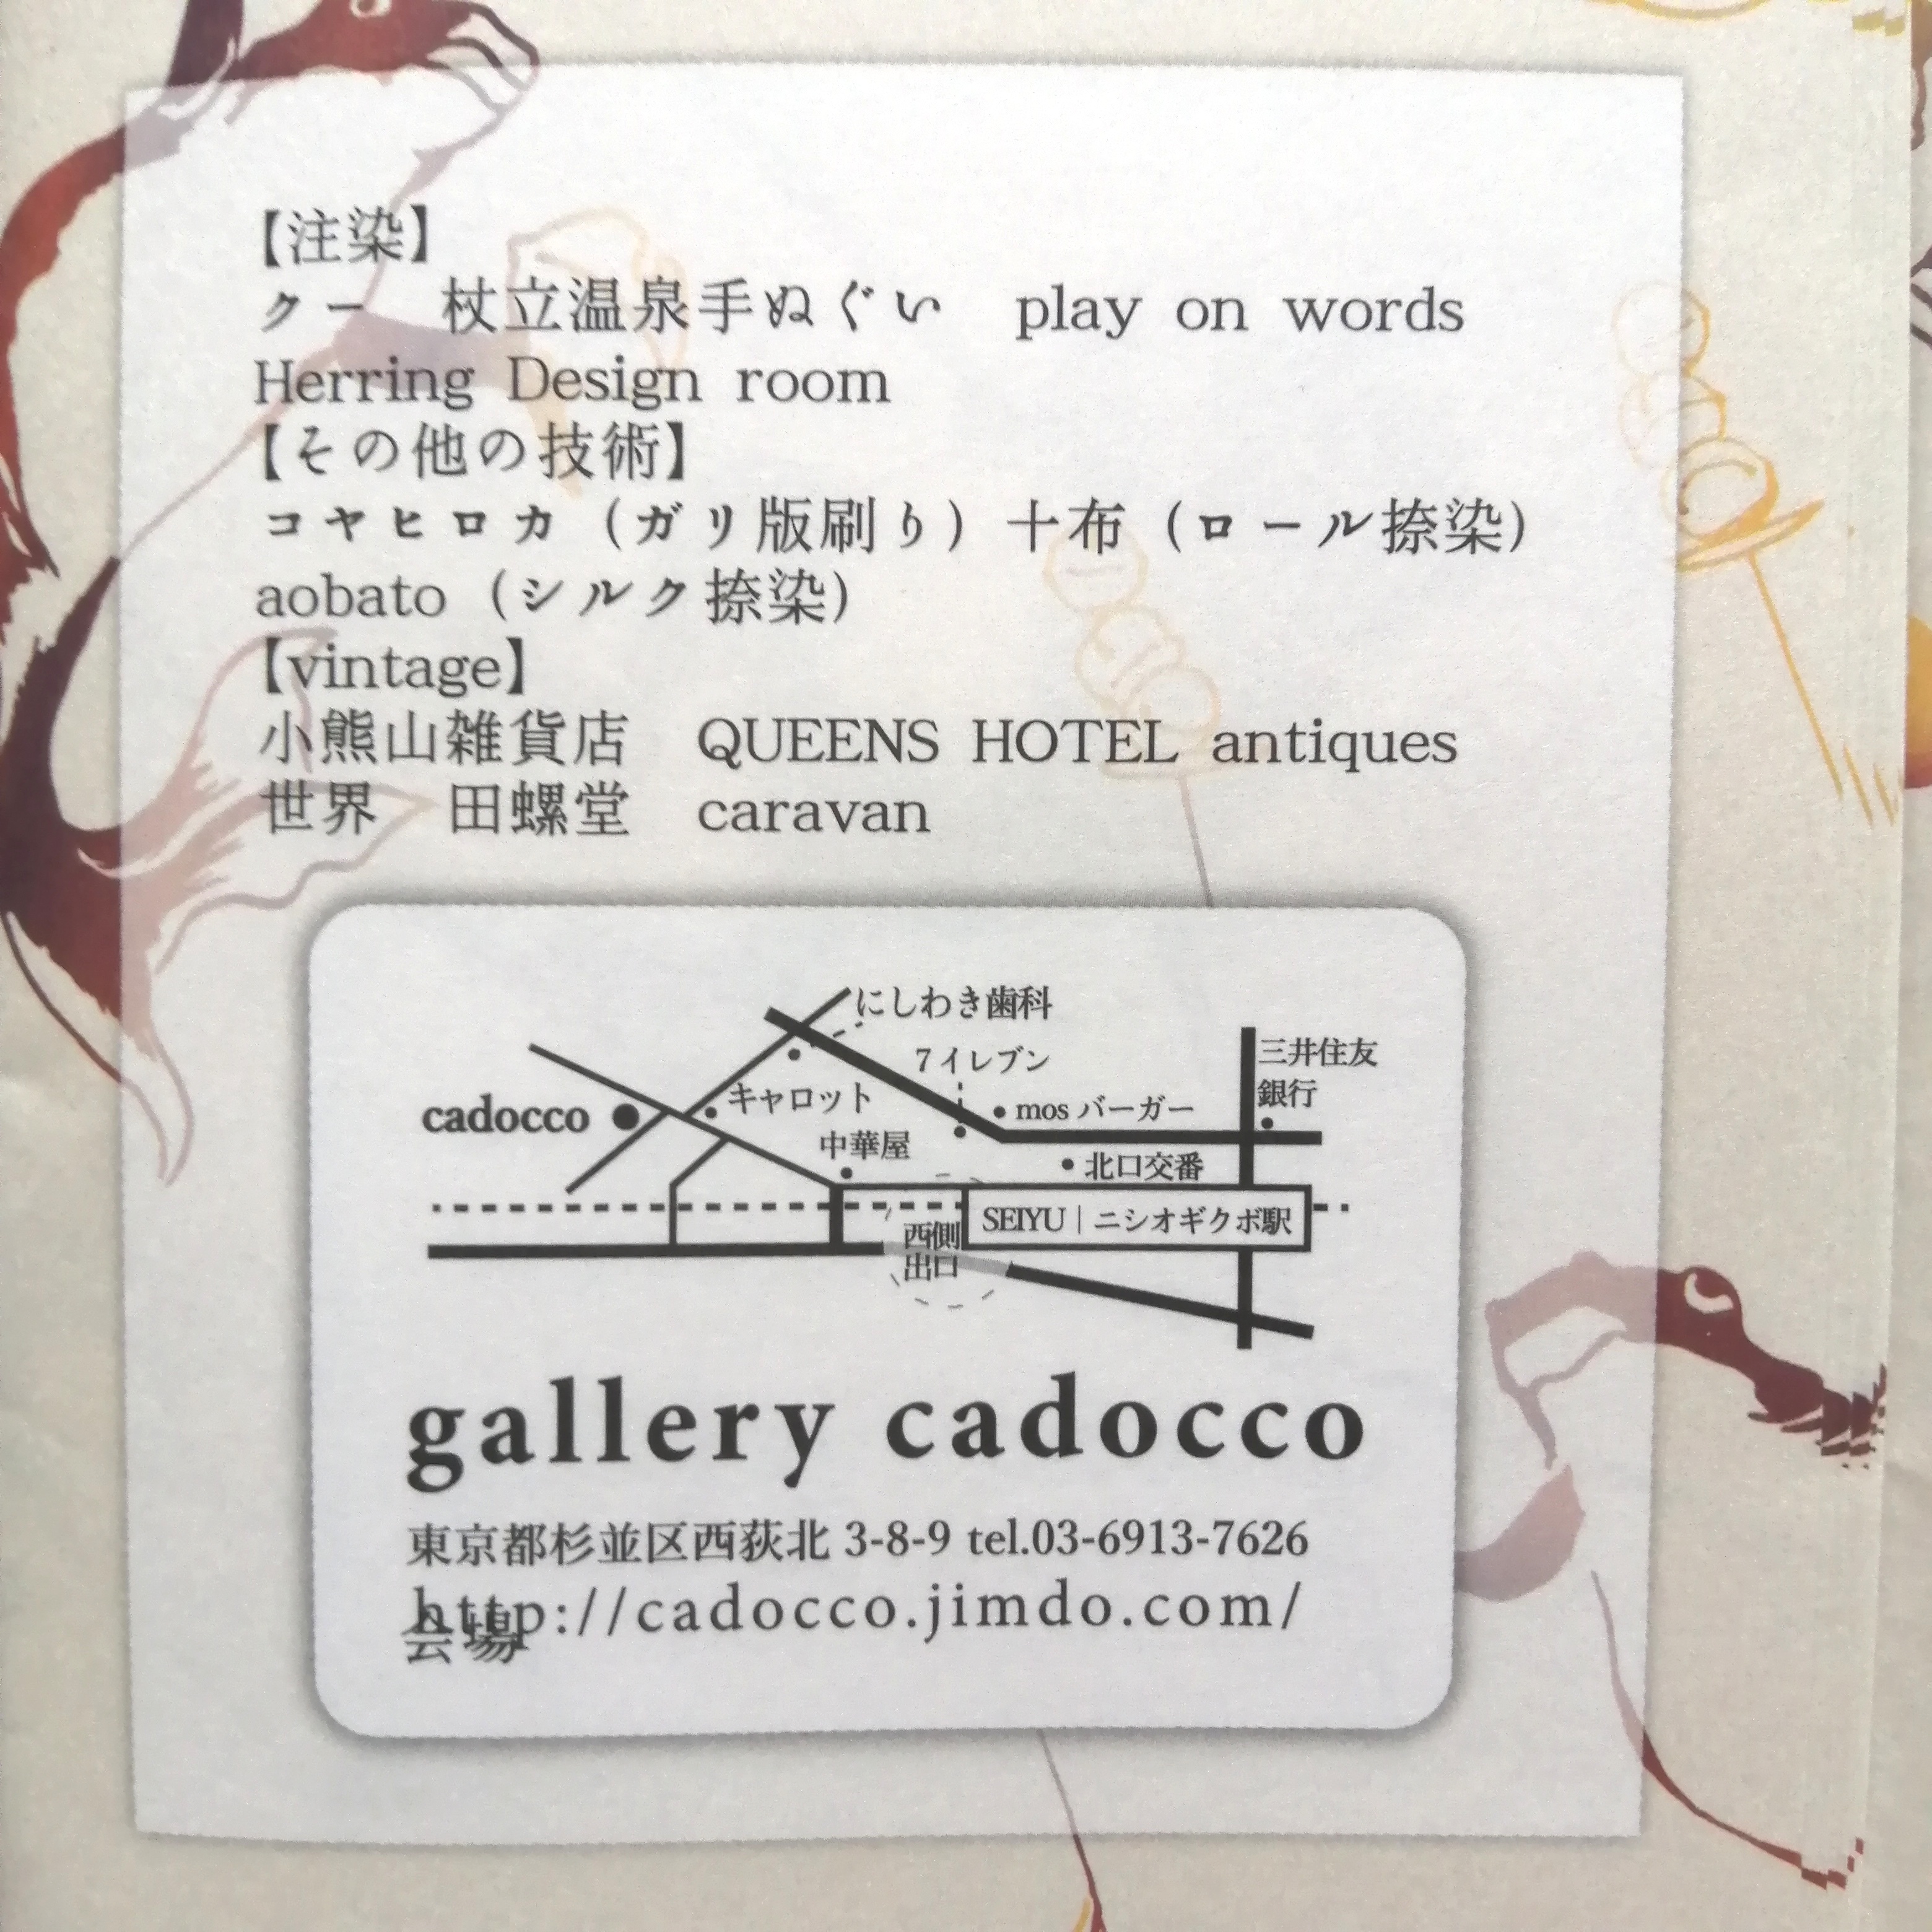 【注染】
クー　杖立温泉手ぬぐい　play on words
Herring Design room
【その他の技術】
コヤヒロカ（ガリ版刷り）十布（ロール捺染）
aobato（シルク捺染）
【vintage】
小熊山雑貨店　QUEENS HOTEL antiques
世界　田螺堂　caravan
にしわき歯科
7イレブン
三井住友
銀行
キャロット
mosバーガー
cadocco
中華屋
北口交番
SEIYU｜ニシオギクボ駅
西側
出口
gallery cadocco
東京都杉並区西荻北 3-8-9 tel.03-6913-7626
http://cadocco.jimdo.com/
会場